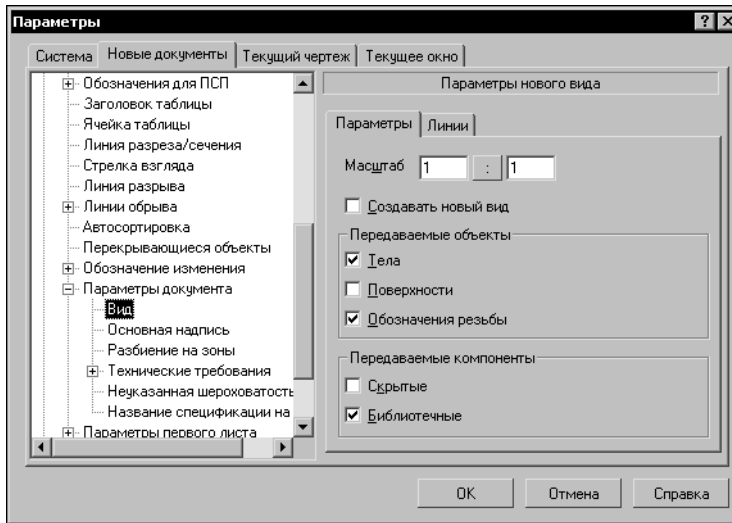 Параметры
? X
Система Новые документы Текущий чертеж Текущее окно
Обозначения для ПСП
Заголовок таблицы
Ячейка таблицы
Линия разреза/сечения
Стрелка взгляда
Линия разрыва
Линии обрыва
Автосортировка
Перекрывающиеся объекты
Обозначение изменения
Параметры документа
Вид
Основная надпись
Разбиение на зоны
Технические требования
Неуказанная шероховатость
Название спецификации на
Параметры первого листа
Параметры нового вида
Параметры Линии
Масштаб 1 : 1
Создавать новый вид
Передаваемые объекты
Тела
Поверхности
Обозначения резьбы
Передаваемые компоненты
Скрытые
Библиотечные
OK Отмена Справка